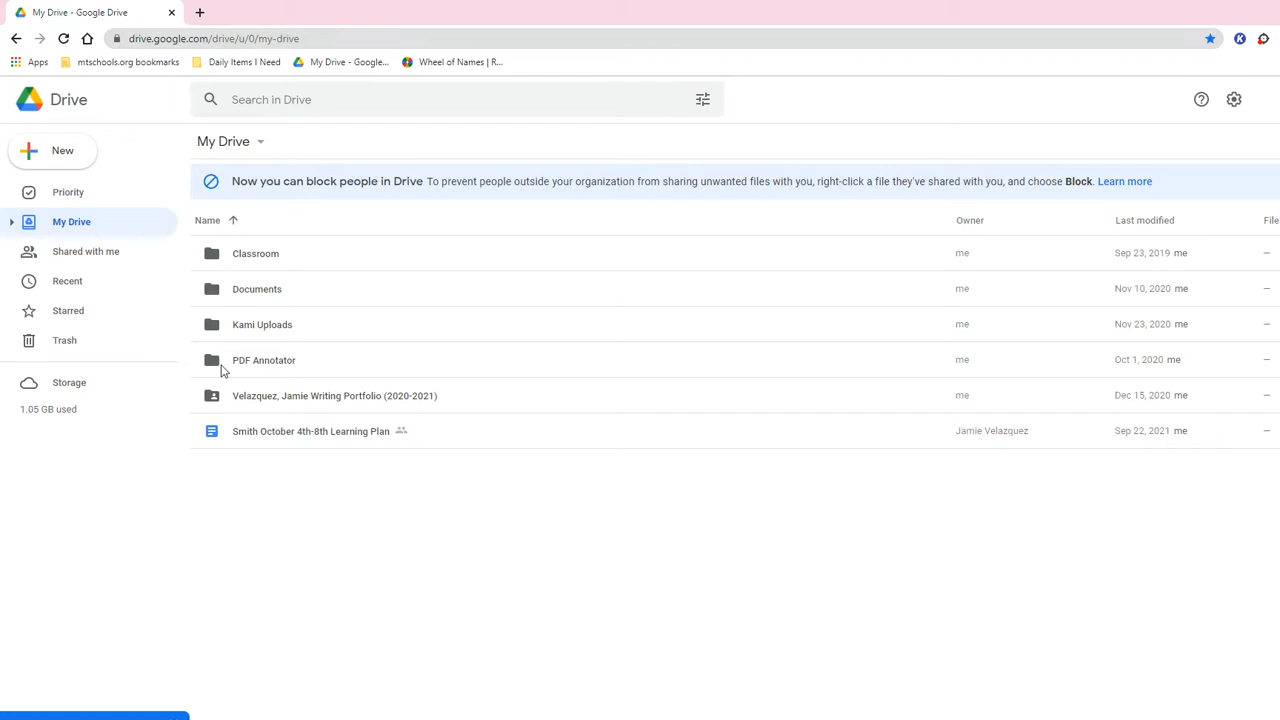 My Drive - Google Drive
drive.google.com/drive/u/0/my-drive
Apps mtschools.org bookmarks Daily Items I Need My Drive - Google... Wheel of Names | R...
Drive
Search in Drive
New
My Drive
Priority
My Drive
Shared with me
Recent
Starred
Trash
Storage
1.05 GB used
Now you can block people in Drive To prevent people outside your organization from sharing unwanted files with you, right-click a file they've shared with you, and choose Block. Learn more
Name Owner Last modified File
Classroom me Sep 23, 2019 me –
Documents me Nov 10, 2020 me –
Kami Uploads me Nov 23, 2020 me –
PDF Annotator me Oct 1, 2020 me –
Velazquez, Jamie Writing Portfolio (2020-2021) me Dec 15, 2020 me –
Smith October 4th-8th Learning Plan Jamie Velazquez Sep 22, 2021 me –